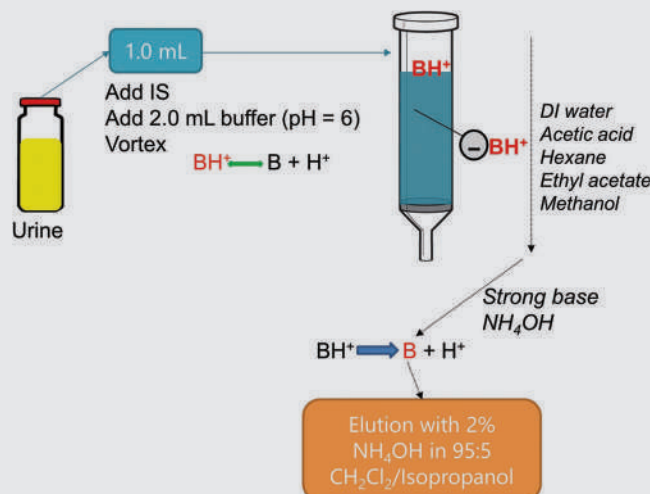 1.0 mL
Add IS
Add 2.0 mL buffer (pH = 6)
Vortex
BH⁺ B + H⁺
Urine
BH⁺
− BH⁺
DI water
Acetic acid
Hexane
Ethyl acetate
Methanol
Strong base
NH₄OH
BH⁺ B + H⁺
Elution with 2%
NH₄OH in 95:5
CH₂Cl₂/Isopropanol